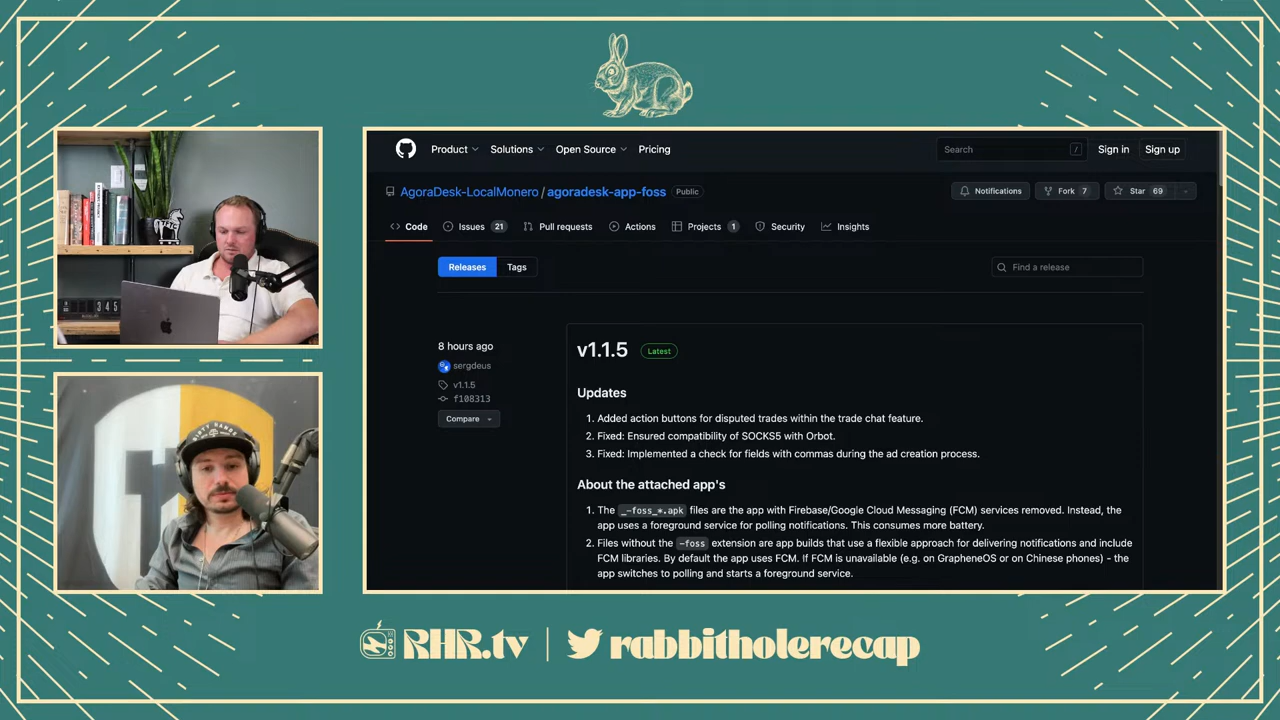 Product
Solutions
Open Source
Pricing
Search
/
Sign in
Sign up
AgoraDesk-LocalMonero / agoradesk-app-foss
Public
Notifications
Fork 7
Star 69
Code
Issues 21
Pull requests
Actions
Projects 1
Security
Insights
Releases
Tags
Find a release
8 hours ago
sergdeus
v1.1.5
f108313
Compare
v1.1.5
Latest
Updates
1. Added action buttons for disputed trades within the trade chat feature.
2. Fixed: Ensured compatibility of SOCKS5 with Orbot.
3. Fixed: Implemented a check for fields with commas during the ad creation process.
About the attached app's
1. The _-foss_*.apk files are the app with Firebase/Google Cloud Messaging (FCM) services removed. Instead, the
app uses a foreground service for polling notifications. This consumes more battery.
2. Files without the -foss extension are app builds that use a flexible approach for delivering notifications and include
FCM libraries. By default the app uses FCM. If FCM is unavailable (e.g. on GrapheneOS or on Chinese phones) - the
app switches to polling and starts a foreground service.
3 45
DIRTY HANDS
RHR.tv
rabbitholerecap